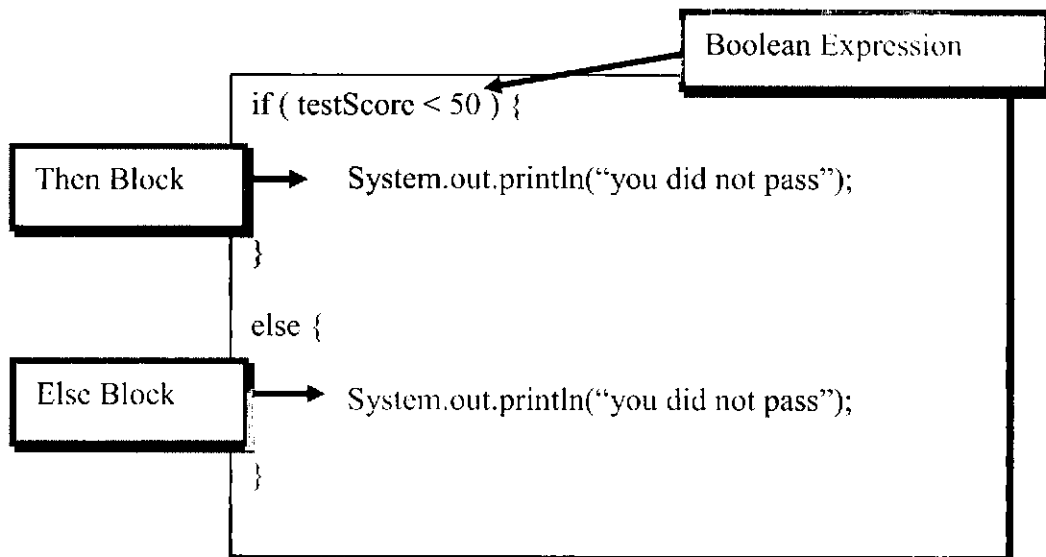 Boolean Expression
if ( testScore < 50 ) {
Then Block
System.out.println(“you did not pass”);
}
else {
Else Block
System.out.println(“you did not pass”);
}